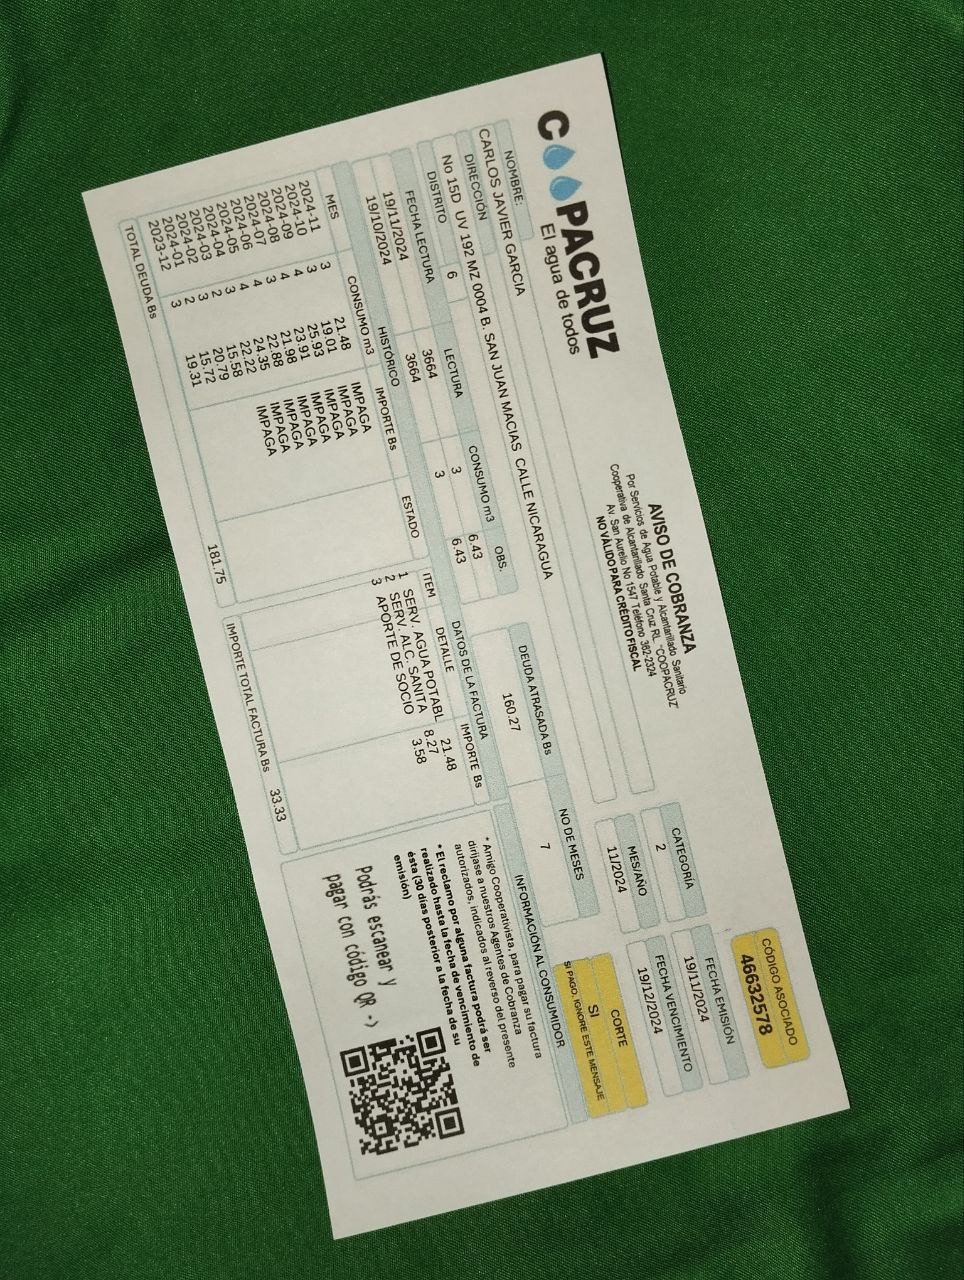 COOPACRUZ
El agua de todos
AVISO DE COBRANZA
Por Servicios de Agua Potable y Alcantarillado Sanitario
Cooperativa de Alcantarillado Santa Cruz RL. "COOPACRUZ"
Av. San Aurelio No 1547 Teléfono 362-2324
NO VÁLIDO PARA CRÉDITO FISCAL
CÓDIGO ASOCIADO
46632578
NOMBRE:
CARLOS JAVIER GARCIA
CATEGORÍA
2
FECHA EMISIÓN
19/11/2024
DIRECCIÓN
No 15D UV 192 MZ 0004 B. SAN JUAN MACIAS CALLE NICARAGUA
MES/AÑO
11/2024
FECHA VENCIMIENTO
19/12/2024
DISTRITO 6
FECHA LECTURA LECTURA CONSUMO m3 OBS.
19/11/2024 3664 3 6.43
19/10/2024 3664 3 6.43
DEUDA ATRASADA Bs NO DE MESES
160.27 7
CORTE
SI
SI PAGO, IGNORE ESTE MENSAJE
HISTÓRICO
MES CONSUMO m3 IMPORTE Bs ESTADO
2024-11 3 21.48 IMPAGA
2024-10 3 19.01 IMPAGA
2024-09 4 25.93 IMPAGA
2024-08 4 23.91 IMPAGA
2024-07 3 21.98 IMPAGA
2024-06 4 22.88 IMPAGA
2024-05 4 24.35 IMPAGA
2024-04 3 22.22
2024-03 2 15.58
2024-02 3 20.79
2024-01 2 15.72
2023-12 3 19.31
TOTAL DEUDA Bs 181.75
DATOS DE LA FACTURA
ITEM DETALLE IMPORTE Bs
1 SERV. AGUA POTABL 21.48
2 SERV. ALC. SANITA 8.27
3 APORTE DE SOCIO 3.58
IMPORTE TOTAL FACTURA Bs 33.33
INFORMACIÓN AL CONSUMIDOR
* Amigo Cooperativista, para pagar su factura
diríjase a nuestros Agentes de Cobranza
autorizados, indicados al reverso del presente
* El reclamo por alguna factura podrá ser
realizado hasta la fecha de vencimiento de
ésta (30 días posterior a la fecha de su
emisión)
Podrás escanear y
pagar con código QR ->